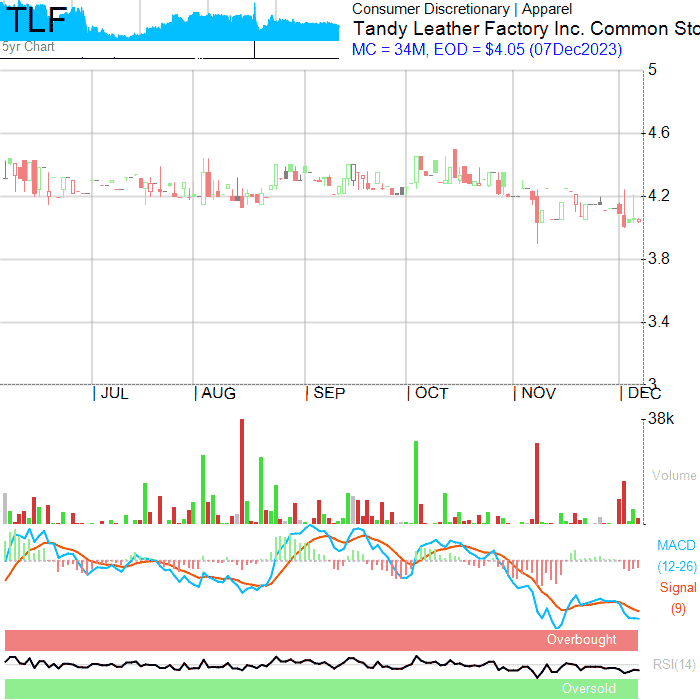 TLF
5yr Chart
Consumer Discretionary | Apparel
Tandy Leather Factory Inc. Common Sto
MC = 34M, EOD = $4.05 (07Dec2023)
5
4.6
4.2
3.8
3.4
3
JUL AUG SEP OCT NOV DEC
38k
Volume
MACD
(12-26)
Signal
(9)
Overbought
RSI(14)
Oversold